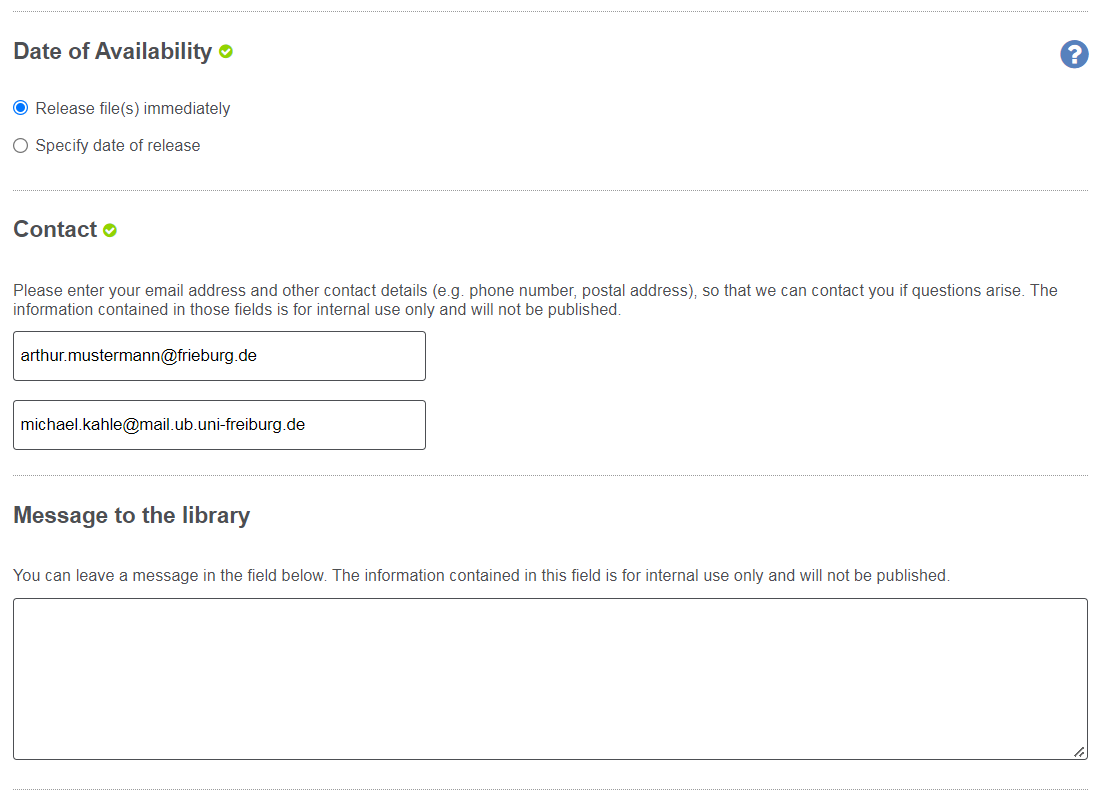 Date of Availability
?
Release file(s) immediately
Specify date of release
Contact
Please enter your email address and other contact details (e.g. phone number, postal address), so that we can contact you if questions arise. The
information contained in those fields is for internal use only and will not be published.
arthur.mustermann@frieburg.de
michael.kahle@mail.ub.uni-freiburg.de
Message to the library
You can leave a message in the field below. The information contained in this field is for internal use only and will not be published.